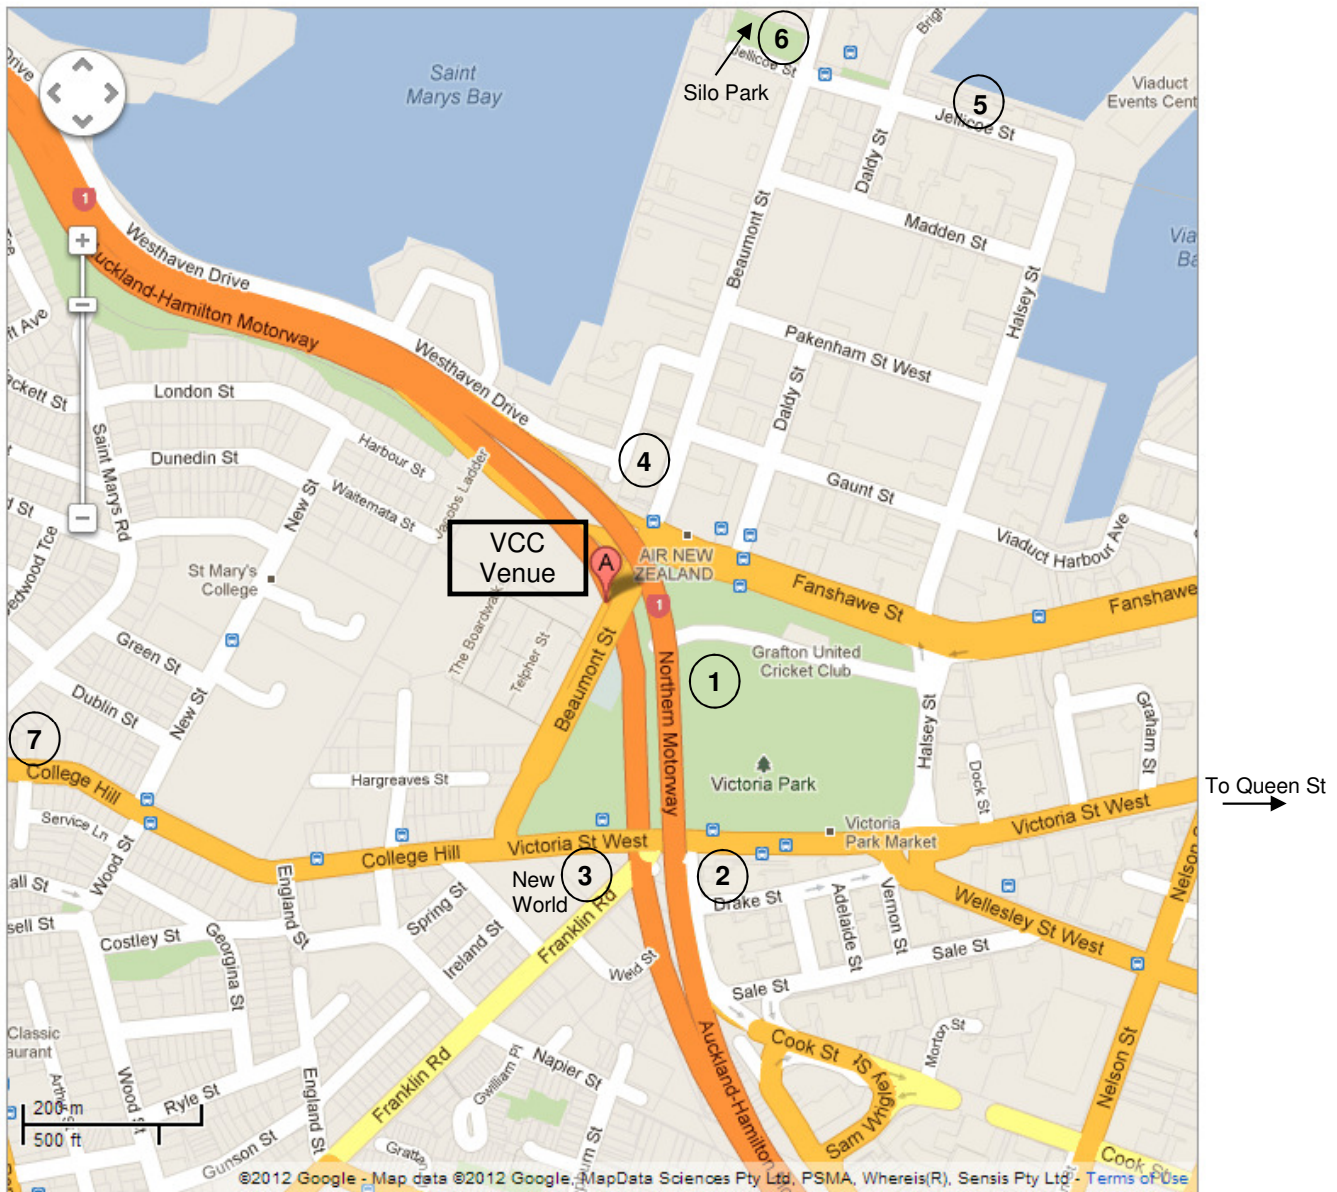 Drive
Saint
Marys Bay
6
Jellicoe St
Silo Park
5
Jellicoe St
Viaduct
Events Cent
Daldy St
Madden St
Beaumont St
Halsey St
1
Westhaven Drive
Auckland-Hamilton Motorway
Westhaven Drive
Pakenham St West
Daldy St
London St
Saint Marys Rd
Dunedin St
Harbour St
Waitemata St
Jacobs Ladder
New St
4
Gaunt St
Viaduct Harbour Ave
VCC
Venue
A
AIR NEW
ZEALAND
1
Fanshawe St
Fanshawe
St Mary's
College
The Boardwalk
Telpher St
Beaumont St
Green St
Dublin St
New St
Grafton United
Cricket Club
1
Northern Motorway
Halsey St
Graham St
Dock St
7
College Hill
Hargreaves St
Victoria Park
To Queen St
Service Ln
Wood St
College Hill
Victoria St West
Victoria
Park Market
Victoria St West
Nelson
England St
New
World
3
2
Drake St
Adelaide St
Vernon St
Wellesley St West
Costley St
Georgina St
Spring St
Ireland St
Franklin Rd
Weld St
Sale St
Sale St
Classic
Wood St
Ryle St
England St
Gunson St
Franklin Rd
Gwilliam Pl
Napier St
Auckland-Hamilton
Cook St
Sam Wrigley St
Morton St
Nelson St
Cook St
200 m
500 ft
©2012 Google - Map data ©2012 Google, MapData Sciences Pty Ltd, PSMA, Whereis(R), Sensis Pty Ltd - Terms of Use